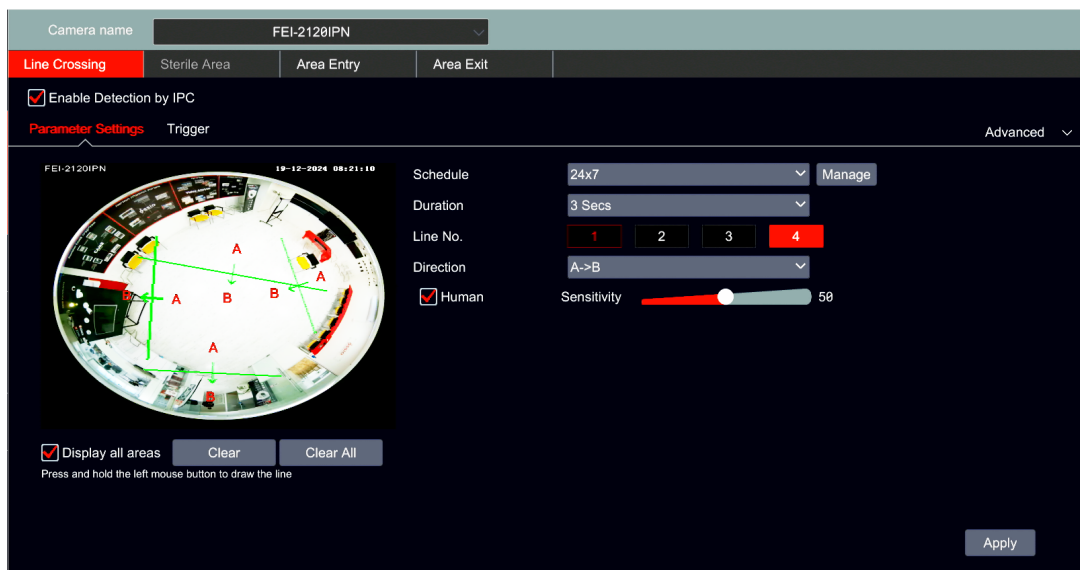 Camera name
FEI-2120IPN
Line Crossing
Sterile Area
Area Entry
Area Exit
Enable Detection by IPC
Parameter Settings
Trigger
Advanced
FEI-2120IPN
19-12-2024 08:21:10
A
A
B
A
B
B
A
B
Schedule
24x7
Manage
Duration
3 Secs
Line No.
1
2
3
4
Direction
A->B
Human
Sensitivity
50
Display all areas
Clear
Clear All
Press and hold the left mouse button to draw the line
Apply